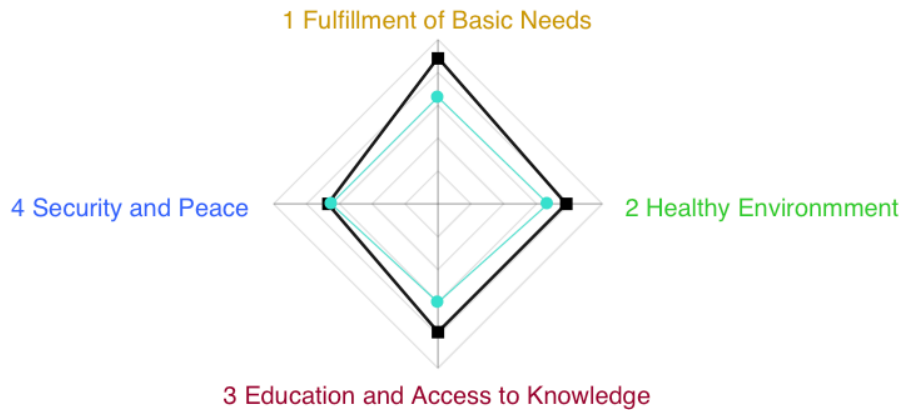 1 Fulfillment of Basic Needs
4 Security and Peace
2 Healthy Environmment
3 Education and Access to Knowledge